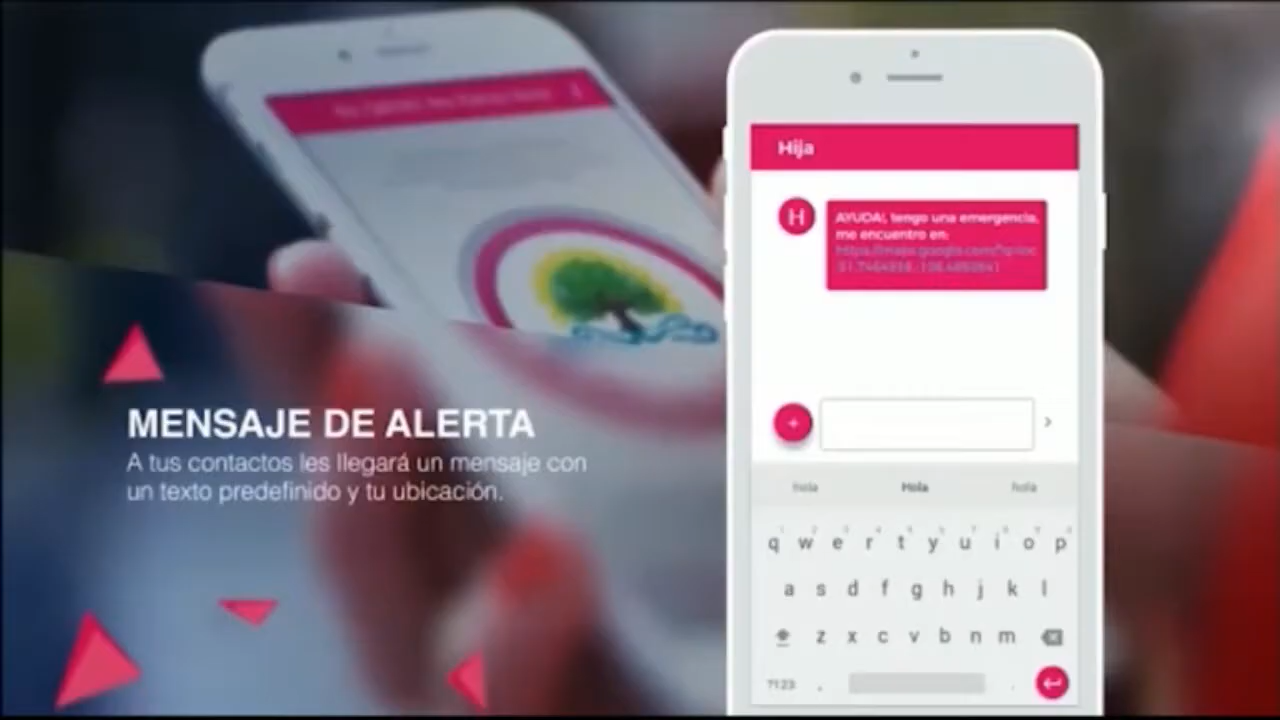 Hija
H
AYUDA!, tengo una emergencia,
me encuentro en:
MENSAJE DE ALERTA
A tus contactos les llegará un mensaje con
un texto predefinido y tu ubicación.
+
hola Hola hola
q w e r t y u i o p
a s d f g h j k l
z x c v b n m
?123 , .